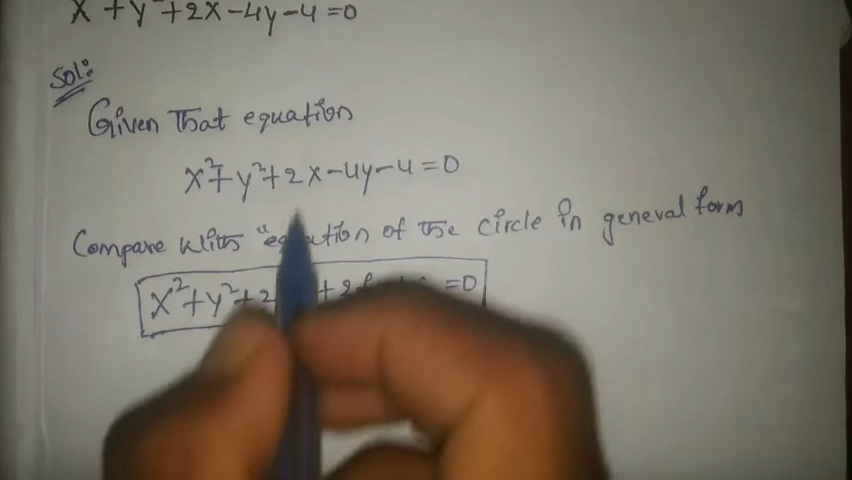 x²+y²+2x-4y-4=0
Sol:
Given That equation
x²+y²+2x-4y-4=0
Compare with "equation of the circle in general form
x²+y²+2 +2f =0